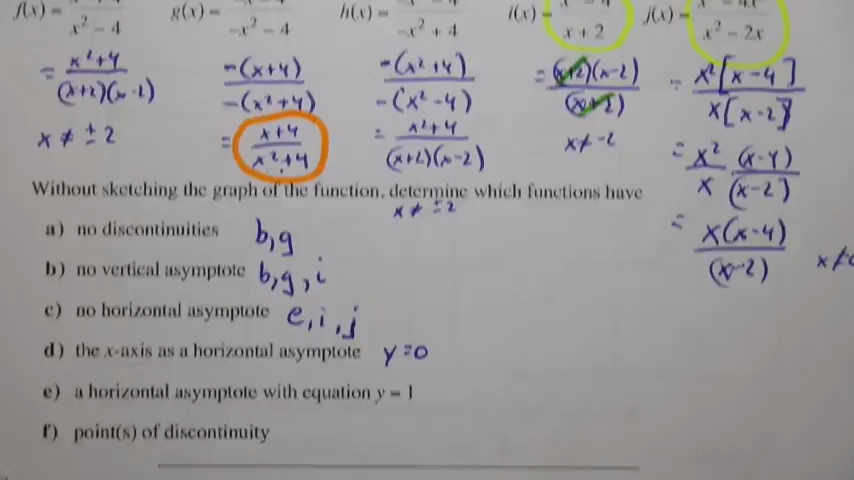 f(x) =
x² − 4
g(x) =
−x² − 4
h(x) =
−x² + 4
i(x) =
x + 2
j(x) =
x² − 2x
= x²+4 / (x+2)(x-2)
x ≠ ± 2
-(x+4) / -(x²+4)
= x+4 / x²+4
-(x²+4) / -(x²-4)
= x²+4 / (x+2)(x-2)
x ≠ ± 2
= (x+2)(x-2) / (x+2)
x ≠ -2
= x²[x-4] / x[x-2]
= x²/x (x-4)/(x-2)
= x(x-4) / (x-2)
Without sketching the graph of the function, determine which functions have
a) no discontinuities b,g
b) no vertical asymptote b,g,i
c) no horizontal asymptote e,i,j
d) the x-axis as a horizontal asymptote y=0
e) a horizontal asymptote with equation y = 1
f) point(s) of discontinuity